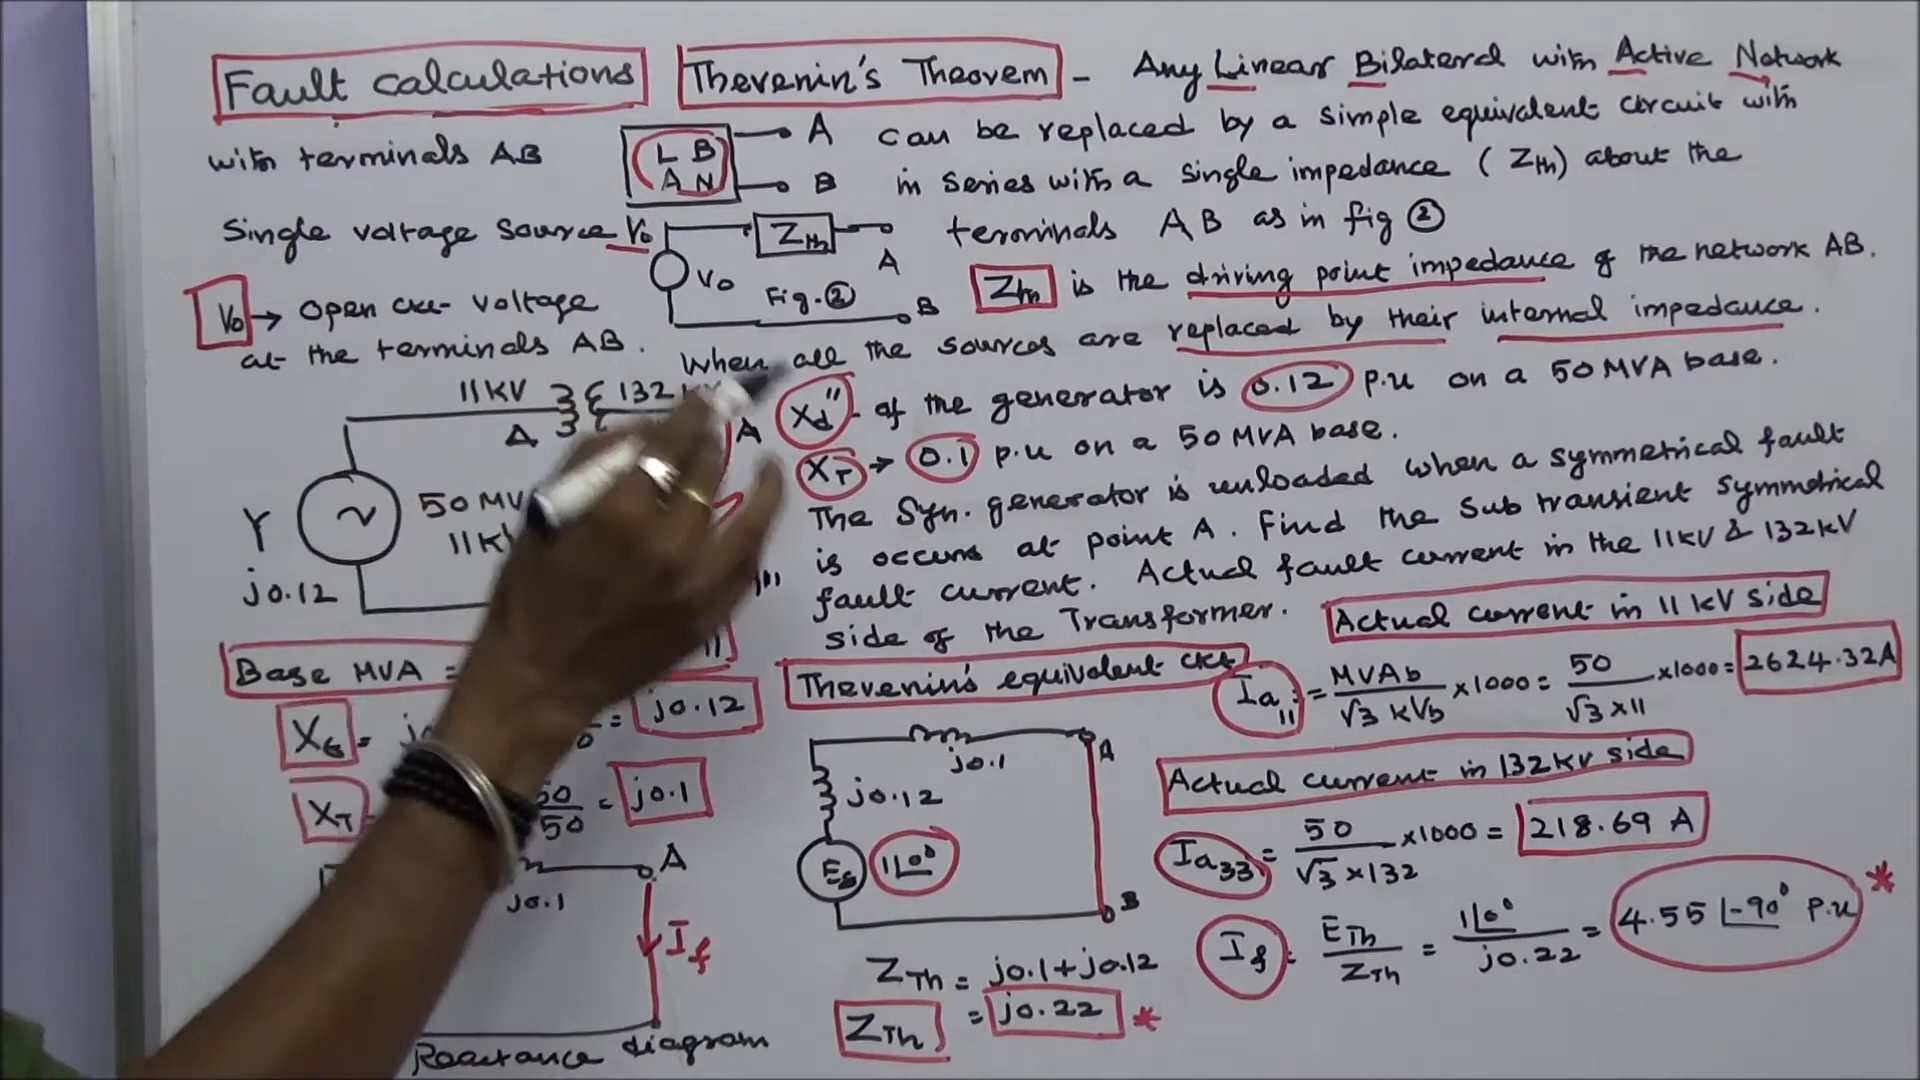 Fault calculations
Thevenin's Theorem - Any Linear Bilateral with Active Network
with terminals AB
L B
A N
A
B
can be replaced by a simple equivalent circuit with
in series with a single impedance (ZTh) about the
Single voltage source Vo
ZTh
A
Vo
Fig.②
B
terminals AB as in fig ②
Vo → Open ckt voltage
at the terminals AB.
ZTh is the driving point impedance of the network AB.
When all the sources are replaced by their internal impedance.
11KV
132 k
Δ
A
Y
50 MV
11k
j0.12
Xd" - of the generator is 0.12 p.u on a 50 MVA base.
XT → 0.1 p.u on a 50 MVA base.
The Syn. generator is unloaded when a symmetrical fault
is occurs at point A. Find the sub transient symmetrical
fault current. Actual fault current in the 11kV & 132kV
side of the Transformer.
Base MVA =
XG = = j0.12
XT = 50/50 = j0.1
j0.1
A
If
Reactance diagram
Thevenin's equivalent ckt
j0.1
A
j0.12
Eg 1∟0°
B
ZTh = j0.1+j0.12
ZTh = j0.22 *
Actual current in 11 kV side
Ia11 = MVAb/√3 kVb x1000 = 50/√3 x11 x1000 = 2624.32A
Actual current in 132kv side
Ia33 = 50/√3 x132 x1000 = 218.69 A
If = ETh/ZTh = 1∟0°/j0.22 = 4.55 ∟-90° p.u *